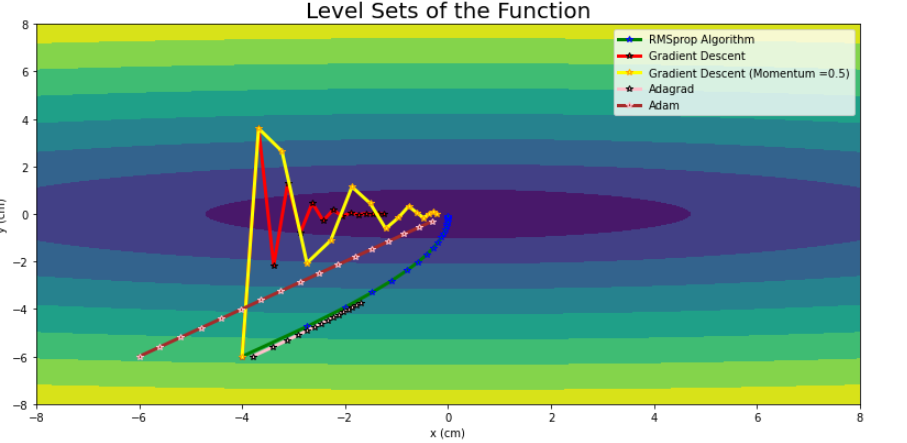 Level Sets of the Function
RMSprop Algorithm
Gradient Descent
Gradient Descent (Momentum =0.5)
Adagrad
Adam
8
6
4
2
0
−2
−4
−6
−8
−8
−6
−4
−2
0
2
4
6
8
x (cm)